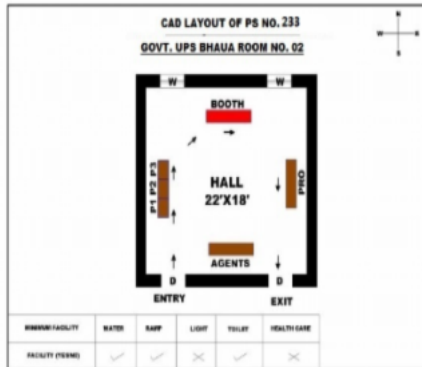 CAD LAYOUT OF PS NO. 233
GOVT. UPS BHAUA ROOM NO. 02
N
W
S
W W
BOOTH
P1 P2 P3
HALL
22'X18'
PRO
AGENTS
D D
ENTRY EXIT
MINIMUM FACILITY WATER RAMP LIGHT TOILET HEALTH CARE
FACILITY (YES/NO)